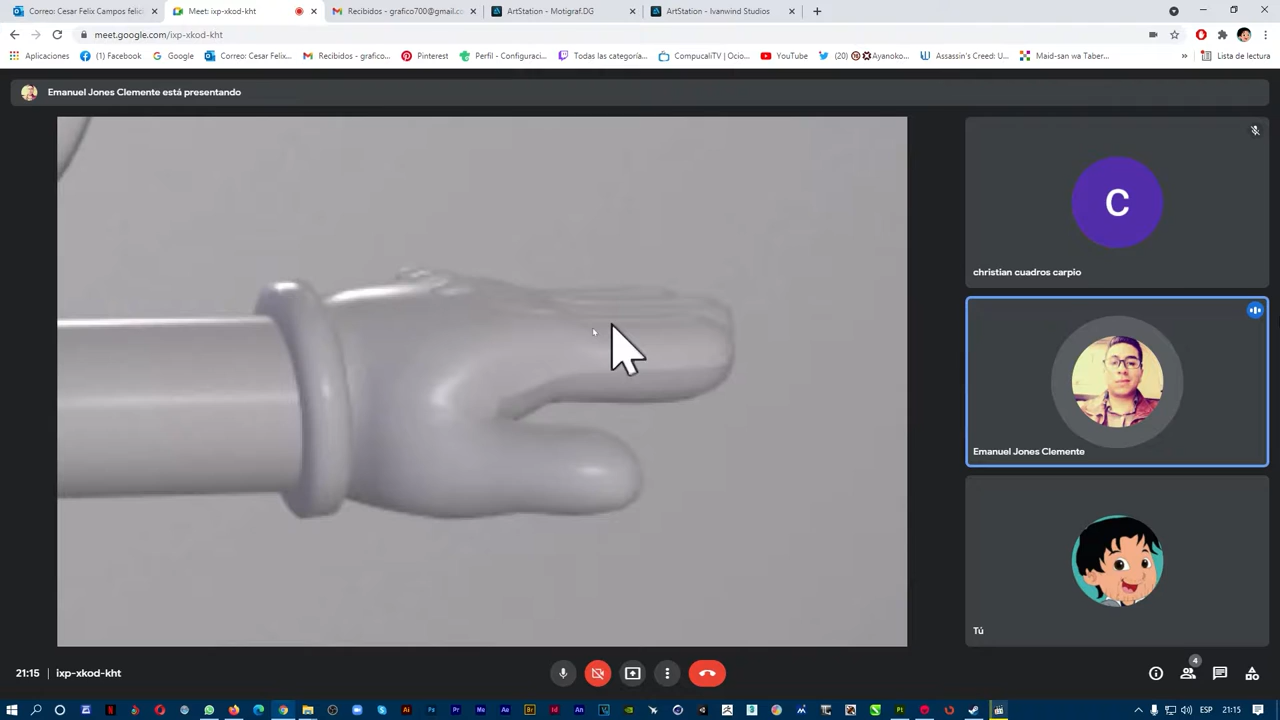 Correo: Cesar Felix Campos felici
Meet: ixp-xkod-kht
Recibidos - grafico700@gmail.c
ArtStation - Motigraf.DG
ArtStation - Ivanwind Studios
meet.google.com/ixp-xkod-kht
Aplicaciones
(1) Facebook
Correo: Cesar Felix...
Google
Recibidos - grafico...
Pinterest
Perfil - Configuraci...
Todas las categoría...
CompucaliTV | Ocio...
YouTube
(20) Ayanoko...
Assassin's Creed: U...
Maid-san wa Taber...
»
Lista de lectura
Emanuel Jones Clemente está presentando
C
christian cuadros carpio
Emanuel Jones Clemente
Tú
21:15 | ixp-xkod-kht
4
ESP
21:15